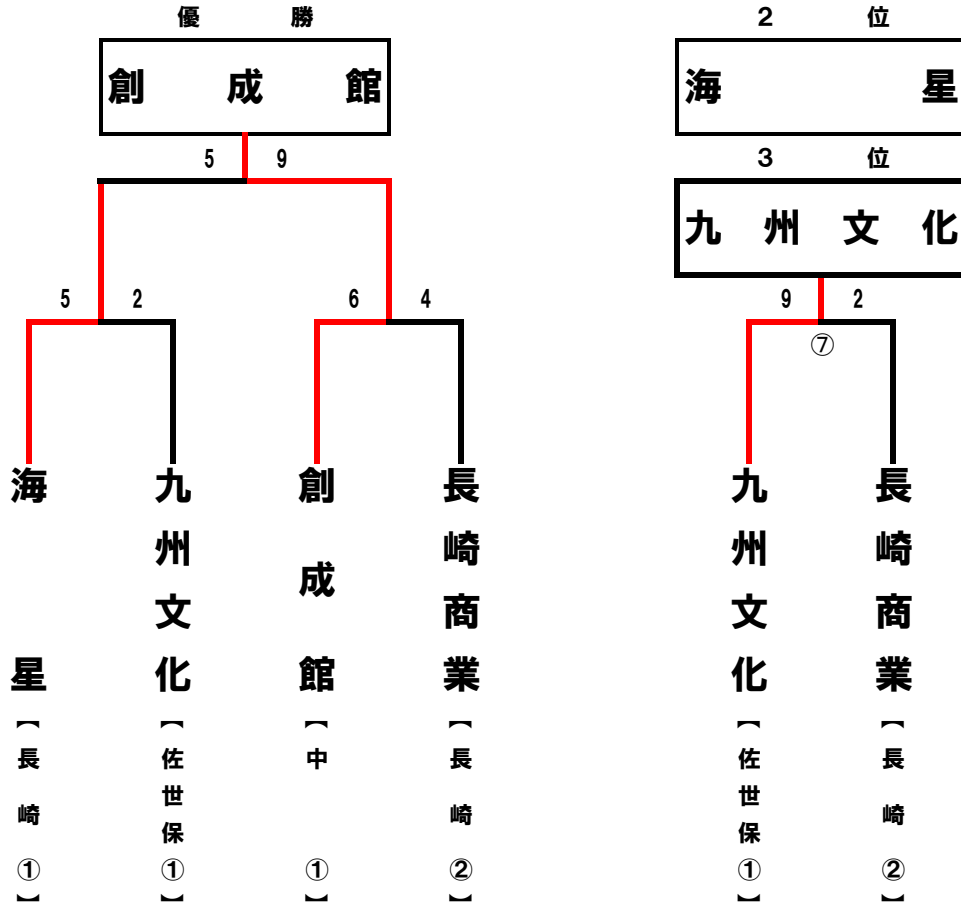 優勝
創成館
5 9
5 2
6 4
海星
九州文化
創成館
長崎商業
【長崎①】
【佐世保①】
【中①】
【長崎②】
2位
海星
3位
九州文化
9 2
⑦
九州文化
長崎商業
【佐世保①】
【長崎②】